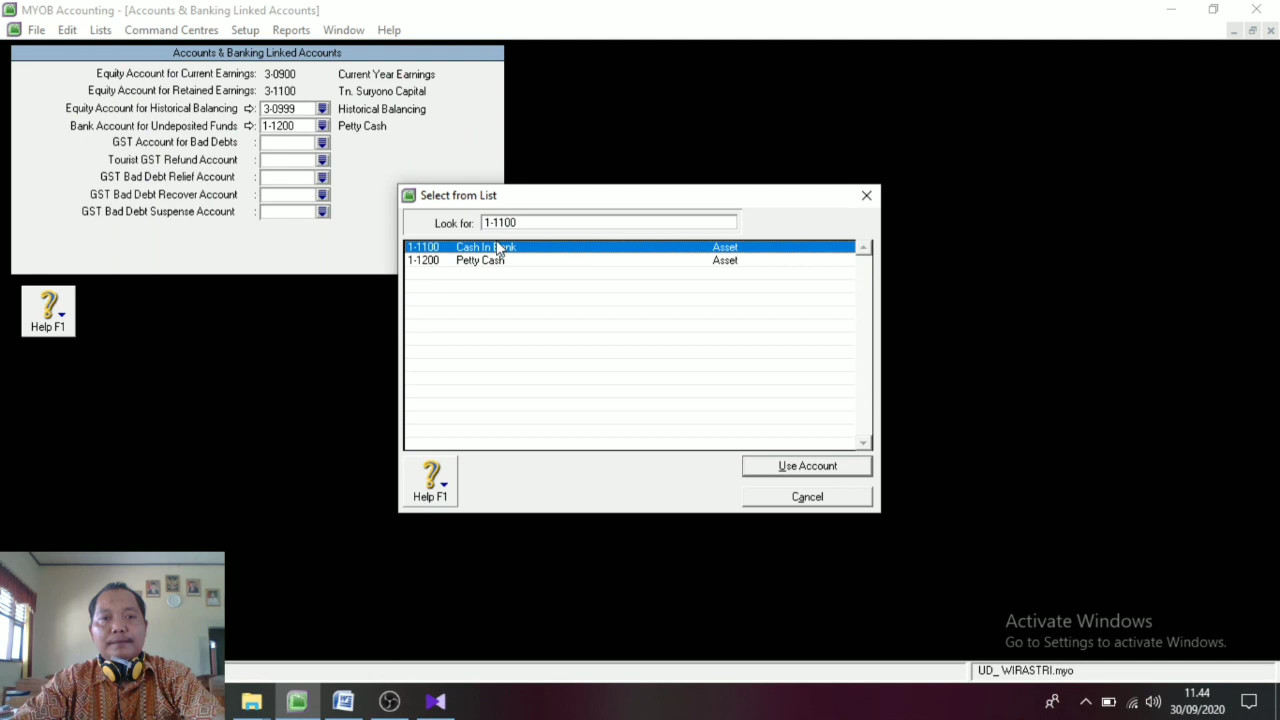 MYOB Accounting - [Accounts & Banking Linked Accounts]
File Edit Lists Command Centres Setup Reports Window Help
Accounts & Banking Linked Accounts
Equity Account for Current Earnings: 3-0900 Current Year Earnings
Equity Account for Retained Earnings: 3-1100 Tn. Suryono Capital
Equity Account for Historical Balancing : 3-0999 Historical Balancing
Bank Account for Undeposited Funds : 1-1200 Petty Cash
GST Account for Bad Debts :
Tourist GST Refund Account :
GST Bad Debt Relief Account :
GST Bad Debt Recover Account :
GST Bad Debt Suspense Account :
Help F1
Select from List
Look for: 1-1100
1-1100 Cash In Bank Asset
1-1200 Petty Cash Asset
Use Account
Help F1
Cancel
Activate Windows
Go to Settings to activate Windows.
UD_ WIRASTRI.myo
11.44
30/09/2020